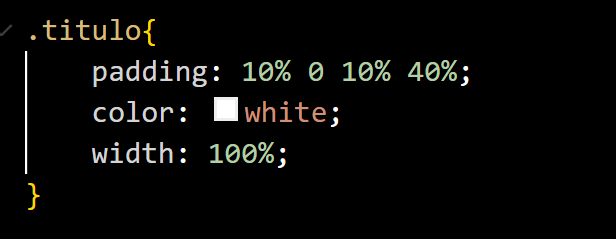 .titulo{
padding: 10% 0 10% 40%;
color: white;
width: 100%;
}